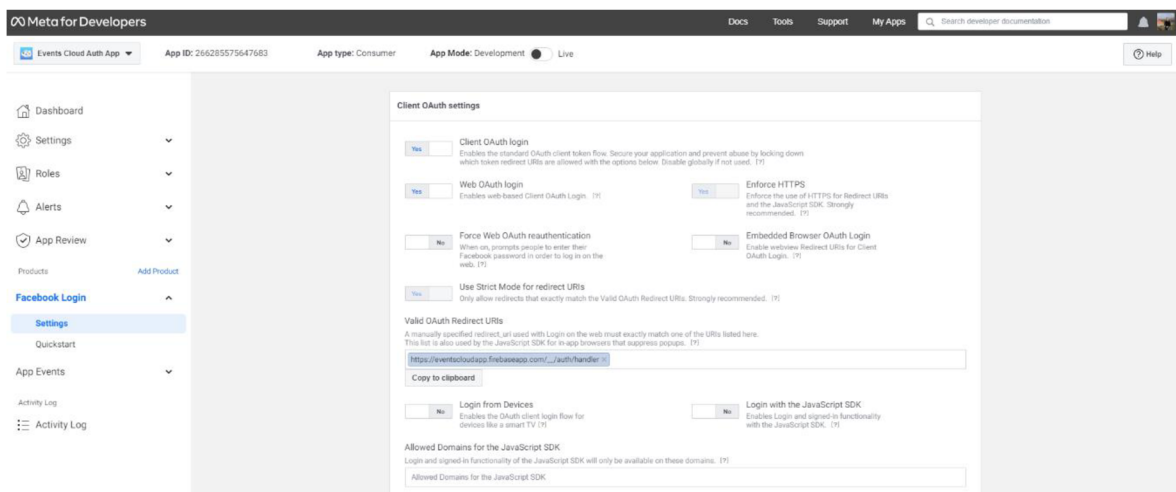 Meta for Developers
Docs Tools Support My Apps Search developer documentation
Events Cloud Auth App App ID: 266285575647683 App type: Consumer App Mode: Development Live Help
Dashboard
Settings
Roles
Alerts
App Review
Products Add Product
Facebook Login
Settings
Quickstart
App Events
Activity Log
Activity Log
Client OAuth settings
Yes Client OAuth login
Enables the standard OAuth client token flow. Secure your application and prevent abuse by locking down
which token redirect URIs are allowed with the options below. Disable globally if not used. [?]
Yes Web OAuth login
Enables web-based Client OAuth Login. [?]
Yes Enforce HTTPS
Enforce the use of HTTPS for Redirect URIs
and the JavaScript SDK. Strongly
recommended. [?]
No Force Web OAuth reauthentication
When on, prompts people to enter their
Facebook password in order to log in on the
web. [?]
No Embedded Browser OAuth Login
Enable webview Redirect URIs for Client
OAuth Login. [?]
Yes Use Strict Mode for redirect URIs
Only allow redirects that exactly match the Valid OAuth Redirect URIs. Strongly recommended. [?]
Valid OAuth Redirect URIs
A manually specified redirect_uri used with Login on the web must exactly match one of the URIs listed here.
This list is also used by the JavaScript SDK for in-app browsers that suppress popups. [?]
https://eventscloudapp.firebaseapp.com/__/auth/handler ×
Copy to clipboard
No Login from Devices
Enables the OAuth client login flow for
devices like a smart TV [?]
No Login with the JavaScript SDK
Enables Login and signed-in functionality
with the JavaScript SDK. [?]
Allowed Domains for the JavaScript SDK
Login and signed-in functionality of the JavaScript SDK will only be available on these domains. [?]
Allowed Domains for the JavaScript SDK